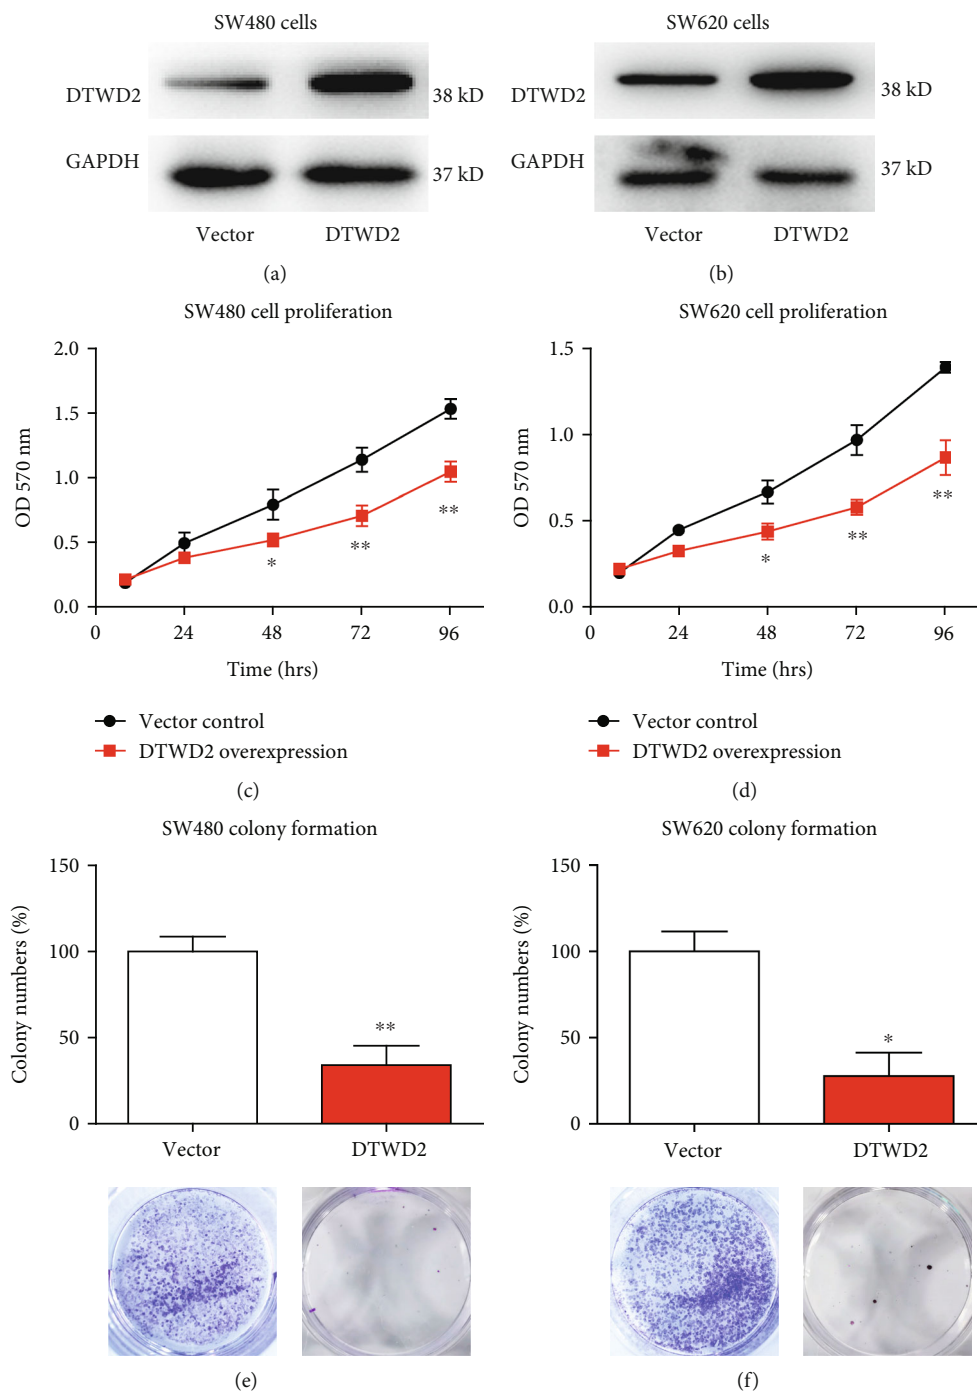 SW480 cells
DTWD2
38 kD
GAPDH
37 kD
Vector DTWD2
(a)
SW620 cells
DTWD2
38 kD
GAPDH
37 kD
Vector DTWD2
(b)
SW480 cell proliferation
OD 570 nm
2.0
1.5
1.0
0.5
0.0
* ** **
0 24 48 72 96
Time (hrs)
Vector control
DTWD2 overexpression
(c)
SW620 cell proliferation
OD 570 nm
1.5
1.0
0.5
0.0
* ** **
0 24 48 72 96
Time (hrs)
Vector control
DTWD2 overexpression
(d)
SW480 colony formation
Colony numbers (%)
150
100
50
0
**
Vector DTWD2
(e)
SW620 colony formation
Colony numbers (%)
150
100
50
0
*
Vector DTWD2
(f)